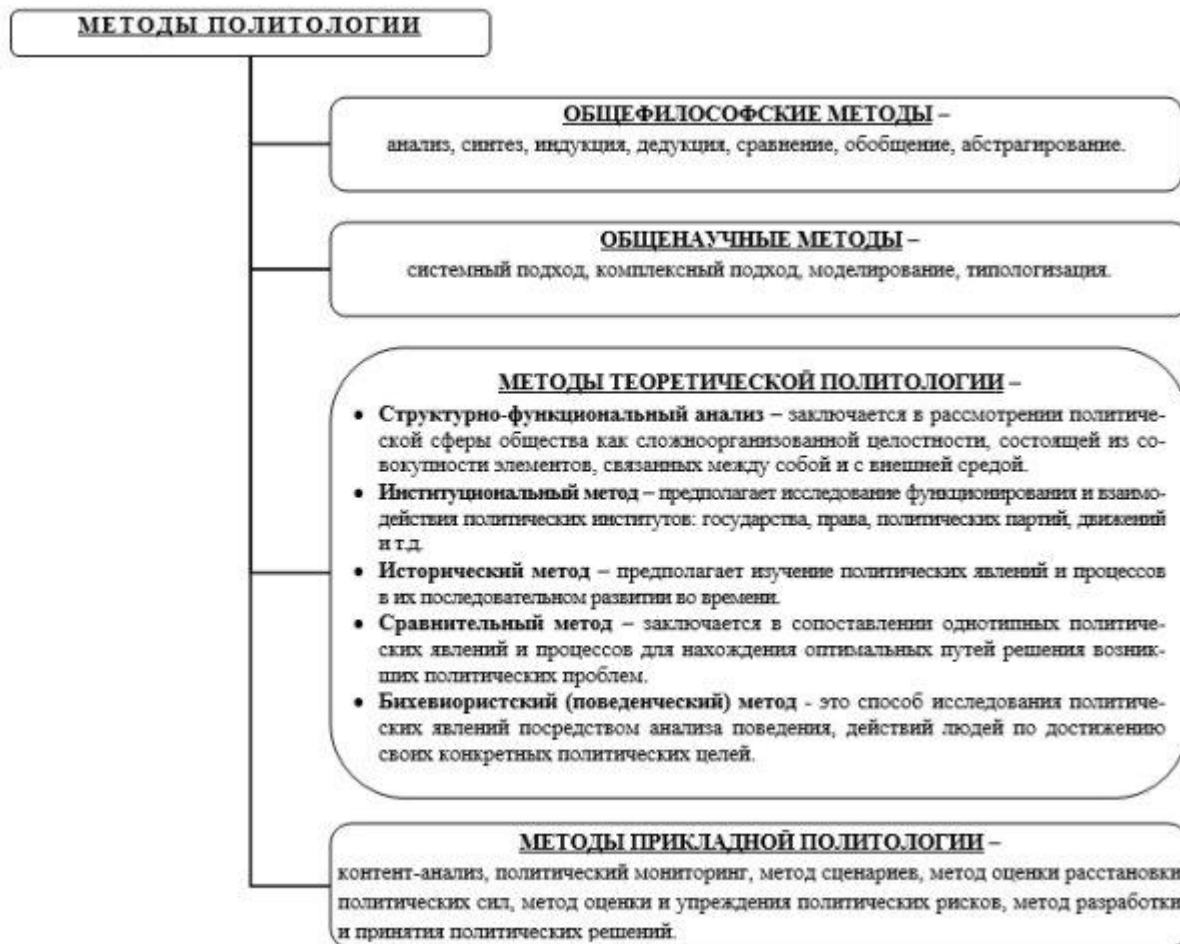 МЕТОДЫ ПОЛИТОЛОГИИ
ОБЩЕФИЛОСОФСКИЕ МЕТОДЫ –
анализ, синтез, индукция, дедукция, сравнение, обобщение, абстрагирование.
ОБЩЕНАУЧНЫЕ МЕТОДЫ –
системный подход, комплексный подход, моделирование, типологизация.
МЕТОДЫ ТЕОРЕТИЧЕСКОЙ ПОЛИТОЛОГИИ –
• Структурно-функциональный анализ – заключается в рассмотрении политиче-
ской сферы общества как сложноорганизованной целостности, состоящей из со-
вокупности элементов, связанных между собой и с внешней средой.
• Институциональный метод – предполагает исследование функционирования и взаимо-
действия политических институтов: государства, права, политических партий, движений
и т.д.
• Исторический метод – предполагает изучение политических явлений и процессов
в их последовательном развитии во времени.
• Сравнительный метод – заключается в сопоставлении однотипных политиче-
ских явлений и процессов для нахождения оптимальных путей решения возник-
ших политических проблем.
• Бихевиористский (поведенческий) метод - это способ исследования политиче-
ских явлений посредством анализа поведения, действий людей по достижению
своих конкретных политических целей.
МЕТОДЫ ПРИКЛАДНОЙ ПОЛИТОЛОГИИ –
контент-анализ, политический мониторинг, метод сценариев, метод оценки расстановки
политических сил, метод оценки и упреждения политических рисков, метод разработки
и принятия политических решений.